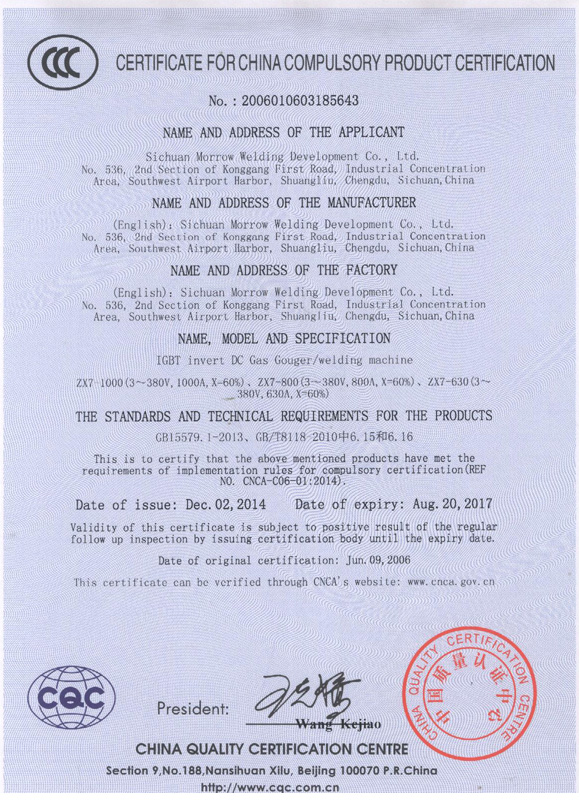 CCC
CERTIFICATE FOR CHINA COMPULSORY PRODUCT CERTIFICATION
No. : 2006010603185643
NAME AND ADDRESS OF THE APPLICANT
Sichuan Morrow Welding Development Co., Ltd.
No. 536, 2nd Section of Konggang First Road, Industrial Concentration
Area, Southwest Airport Harbor, Shuangliu, Chengdu, Sichuan,China
NAME AND ADDRESS OF THE MANUFACTURER
(English): Sichuan Morrow Welding Development Co., Ltd.
No. 536, 2nd Section of Konggang First Road, Industrial Concentration
Area, Southwest Airport Harbor, Shuangliu, Chengdu, Sichuan,China
NAME AND ADDRESS OF THE FACTORY
(English): Sichuan Morrow Welding Development Co., Ltd.
No. 536, 2nd Section of Konggang First Road, Industrial Concentration
Area, Southwest Airport Harbor, Shuangliu, Chengdu, Sichuan,China
NAME, MODEL AND SPECIFICATION
IGBT invert DC Gas Gouger/welding machine
ZX7-1000(3~380V, 1000A, X=60%)、ZX7-800(3~380V, 800A, X=60%)、ZX7-630(3~
380V, 630A, X=60%)
THE STANDARDS AND TECHNICAL REQUIREMENTS FOR THE PRODUCTS
GB15579.1-2013、GB/T8118-2010中6.15和6.16
This is to certify that the above mentioned products have met the
requirements of implementation rules for compulsory certification(REF
NO. CNCA-C06-01:2014).
Date of issue: Dec. 02, 2014 Date of expiry: Aug. 20, 2017
Validity of this certificate is subject to positive result of the regular
follow up inspection by issuing certification body until the expiry date.
Date of original certification: Jun. 09, 2006
This certificate can be verified through CNCA's website: www.cnca.gov.cn
CQC
President:
Wang Kejiao
CHINA QUALITY CERTIFICATION CENTRE
中国质量认证中心
CHINA QUALITY CERTIFICATION CENTRE
Section 9,No.188,Nansihuan Xilu, Beijing 100070 P.R.China
http://www.cqc.com.cn